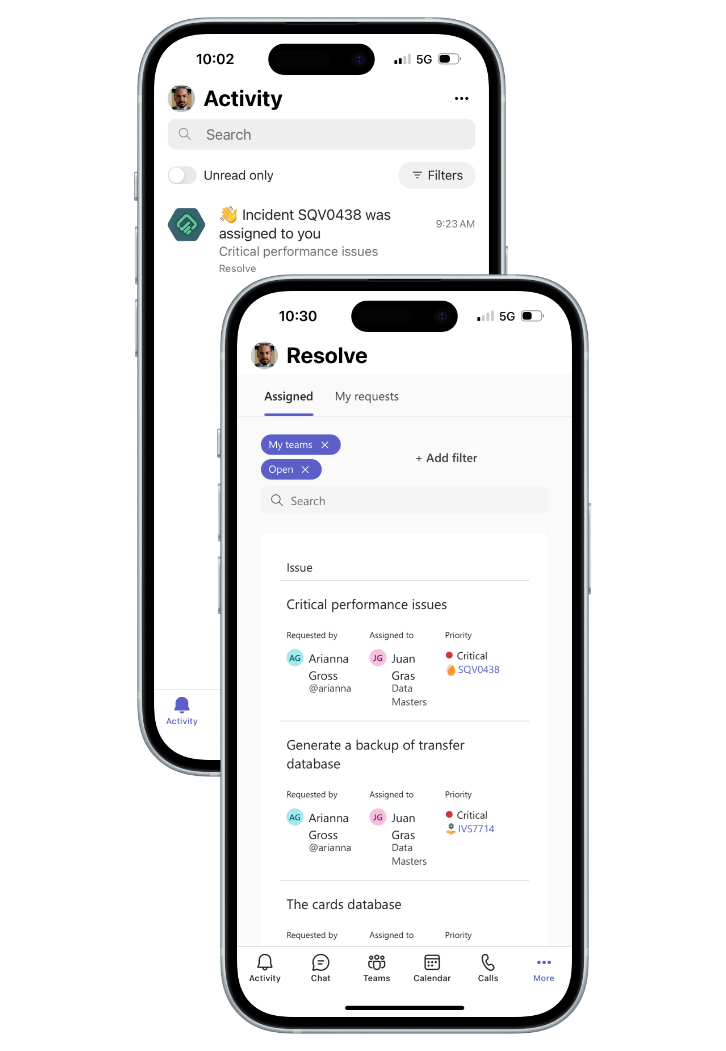 10:02
5G
Activity
Search
Unread only
Filters
👋 Incident SQV0438 was
assigned to you
9:23 AM
Critical performance issues
Resolve
Activity
10:30
5G
Resolve
Assigned
My requests
My teams
Open
+ Add filter
Search
Issue
Critical performance issues
Requested by
Assigned to
Priority
AG
Arianna
Gross
@arianna
JG
Juan
Gras
Data
Masters
Critical
SQV0438
Generate a backup of transfer
database
Requested by
Assigned to
Priority
AG
Arianna
Gross
@arianna
JG
Juan
Gras
Data
Masters
Critical
IVS7714
The cards database
Requested by
Assigned to
Priority
Activity
Chat
Teams
Calendar
Calls
More